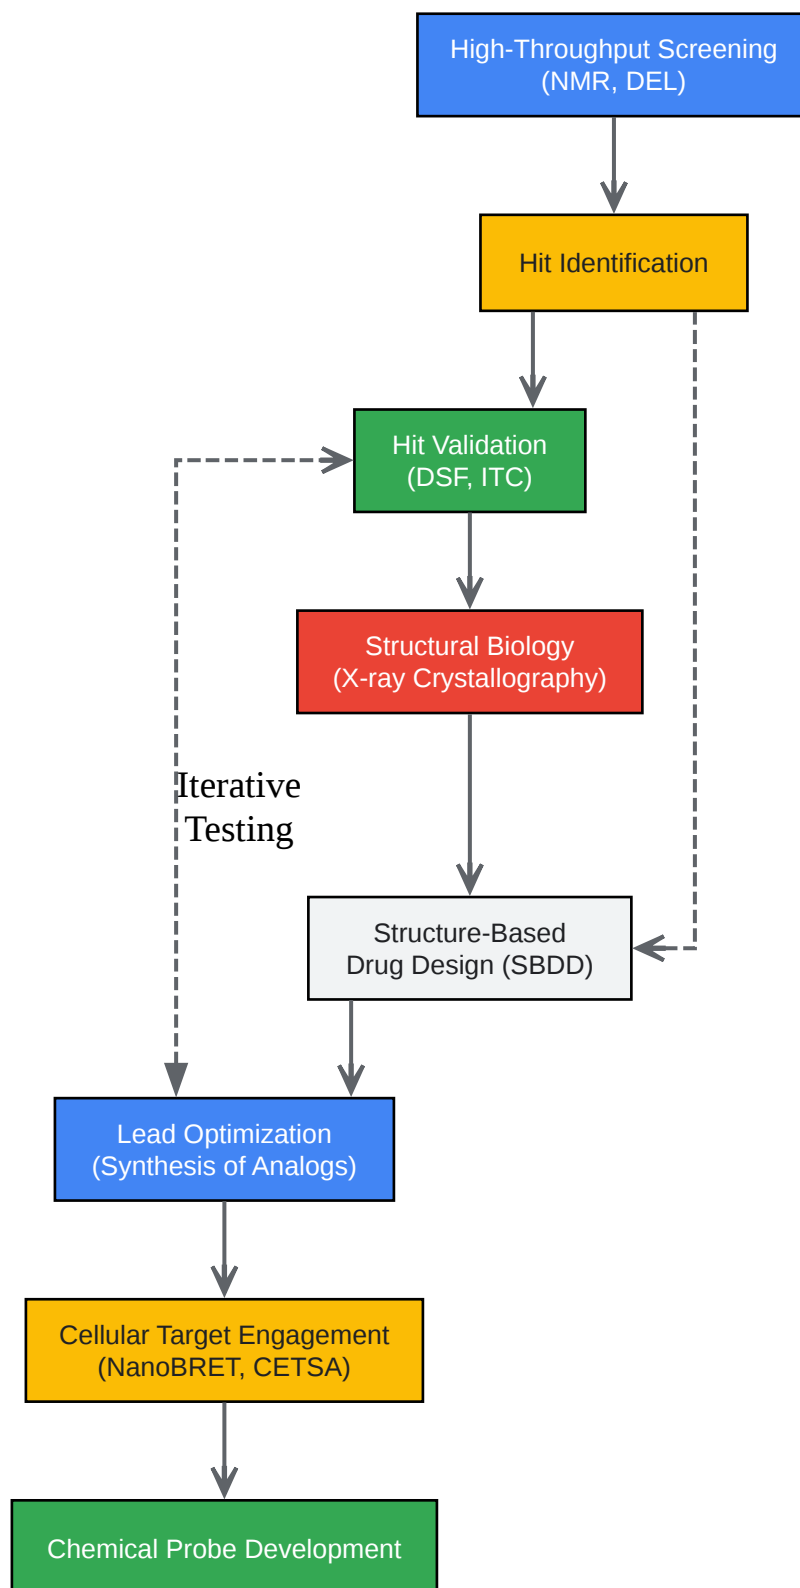 High-Throughput Screening
(NMR, DEL)
Hit Identification
Hit Validation
(DSF, ITC)
Structural Biology
(X-ray Crystallography)
Iterative
Testing
Structure-Based
Drug Design (SBDD)
Lead Optimization
(Synthesis of Analogs)
Cellular Target Engagement
(NanoBRET, CETSA)
Chemical Probe Development